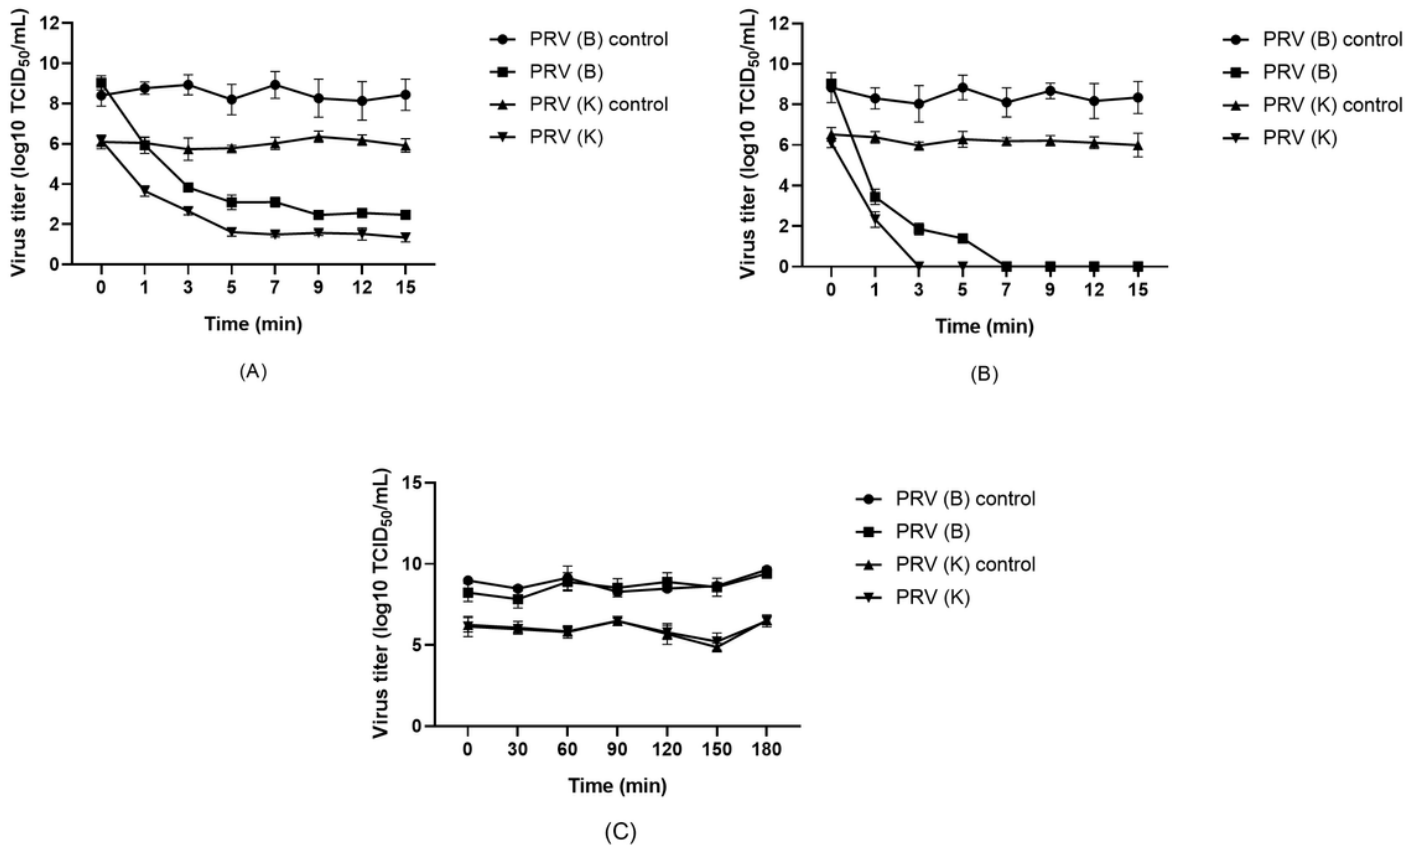 Virus titer (log10 TCID50/mL)
12
10
8
6
4
2
0
0 1 3 5 7 9 12 15
Time (min)
PRV (B) control
PRV (B)
PRV (K) control
PRV (K)
(A)
Virus titer (log10 TCID50/mL)
12
10
8
6
4
2
0
0 1 3 5 7 9 12 15
Time (min)
PRV (B) control
PRV (B)
PRV (K) control
PRV (K)
(B)
Virus titer (log10 TCID50/mL)
15
10
5
0
0 30 60 90 120 150 180
Time (min)
PRV (B) control
PRV (B)
PRV (K) control
PRV (K)
(C)